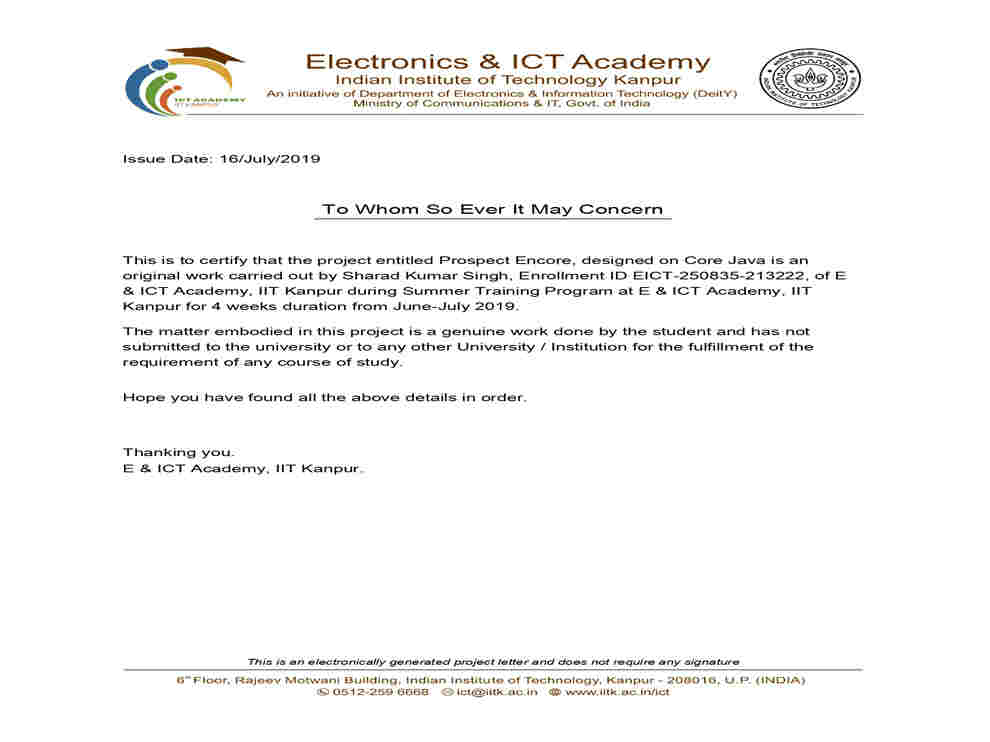 Electronics & ICT Academy
Indian Institute of Technology Kanpur
An initiative of Department of Electronics & Information Technology (DeitY)
Ministry of Communications & IT, Govt. of India
ICT ACADEMY
IIT KANPUR
Issue Date: 16/July/2019
To Whom So Ever It May Concern
This is to certify that the project entitled Prospect Encore, designed on Core Java is an
original work carried out by Sharad Kumar Singh, Enrollment ID EICT-250835-213222, of E
& ICT Academy, IIT Kanpur during Summer Training Program at E & ICT Academy, IIT
Kanpur for 4 weeks duration from June-July 2019.
The matter embodied in this project is a genuine work done by the student and has not
submitted to the university or to any other University / Institution for the fulfillment of the
requirement of any course of study.
Hope you have found all the above details in order.
Thanking you.
E & ICT Academy, IIT Kanpur.
This is an electronically generated project letter and does not require any signature
6th Floor, Rajeev Motwani Building, Indian Institute of Technology, Kanpur - 208016, U.P. (INDIA)
0512-259 6668 ict@iitk.ac.in www.iitk.ac.in/ict